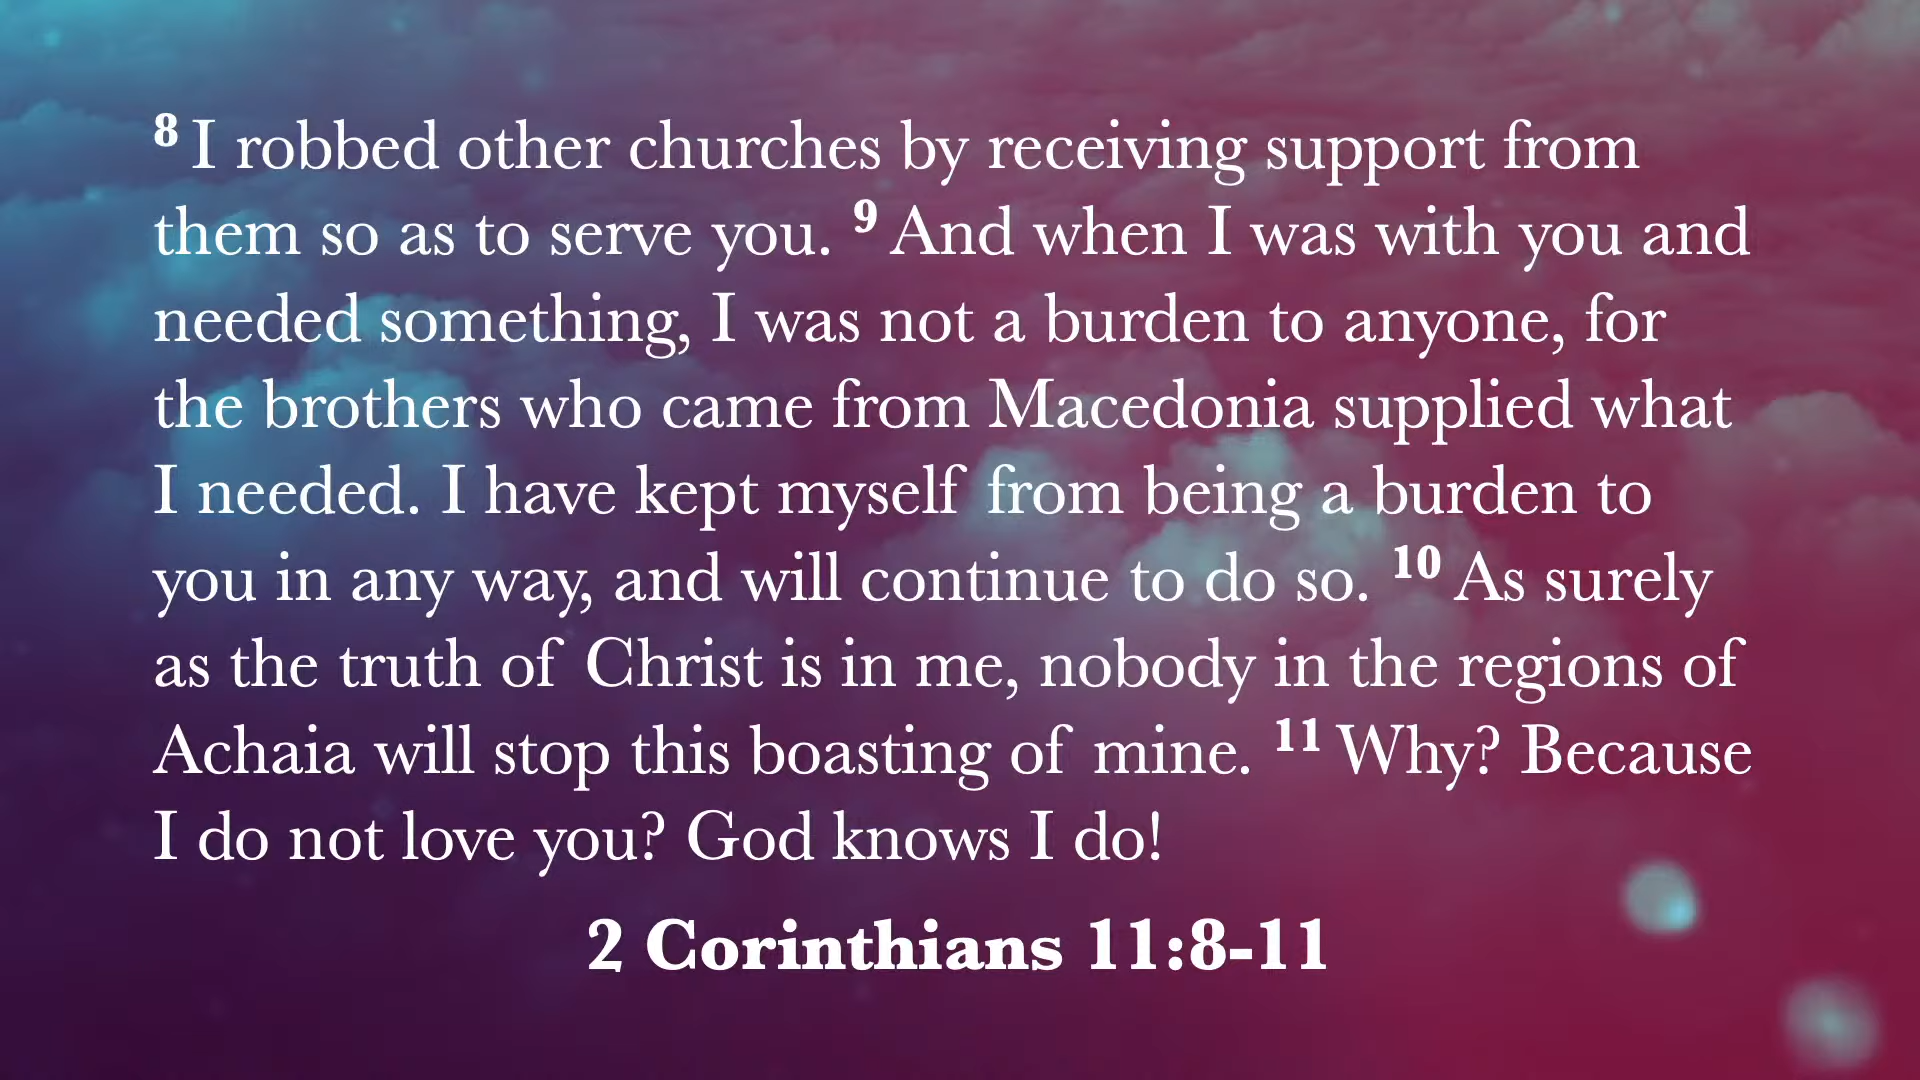 8 I robbed other churches by receiving support from
them so as to serve you. 9 And when I was with you and
needed something, I was not a burden to anyone, for
the brothers who came from Macedonia supplied what
I needed. I have kept myself from being a burden to
you in any way, and will continue to do so. 10 As surely
as the truth of Christ is in me, nobody in the regions of
Achaia will stop this boasting of mine. 11 Why? Because
I do not love you? God knows I do!
2 Corinthians 11:8-11